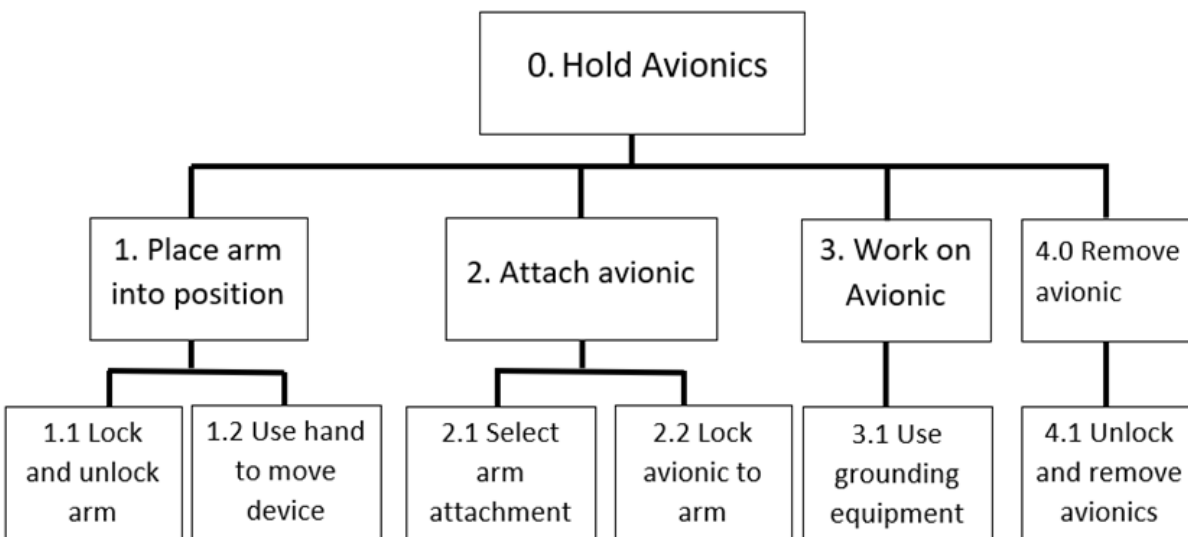 0. Hold Avionics
1. Place arm
into position
2. Attach avionic
3. Work on
Avionic
4.0 Remove
avionic
1.1 Lock
and unlock
arm
1.2 Use hand
to move
device
2.1 Select
arm
attachment
2.2 Lock
avionic to
arm
3.1 Use
grounding
equipment
4.1 Unlock
and remove
avionics